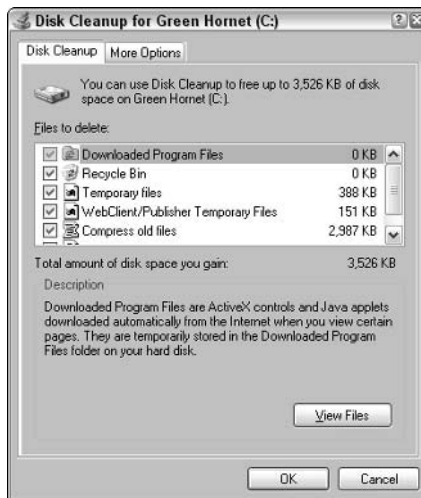 Disk Cleanup for Green Hornet (C:)
Disk Cleanup More Options
You can use Disk Cleanup to free up to 3,526 KB of disk
space on Green Hornet (C:).
Files to delete:
Downloaded Program Files 0 KB
Recycle Bin 0 KB
Temporary files 388 KB
WebClient/Publisher Temporary Files 151 KB
Compress old files 2,987 KB
Total amount of disk space you gain: 3,526 KB
Description
Downloaded Program Files are ActiveX controls and Java applets
downloaded automatically from the Internet when you view certain
pages. They are temporarily stored in the Downloaded Program
Files folder on your hard disk.
View Files
OK Cancel